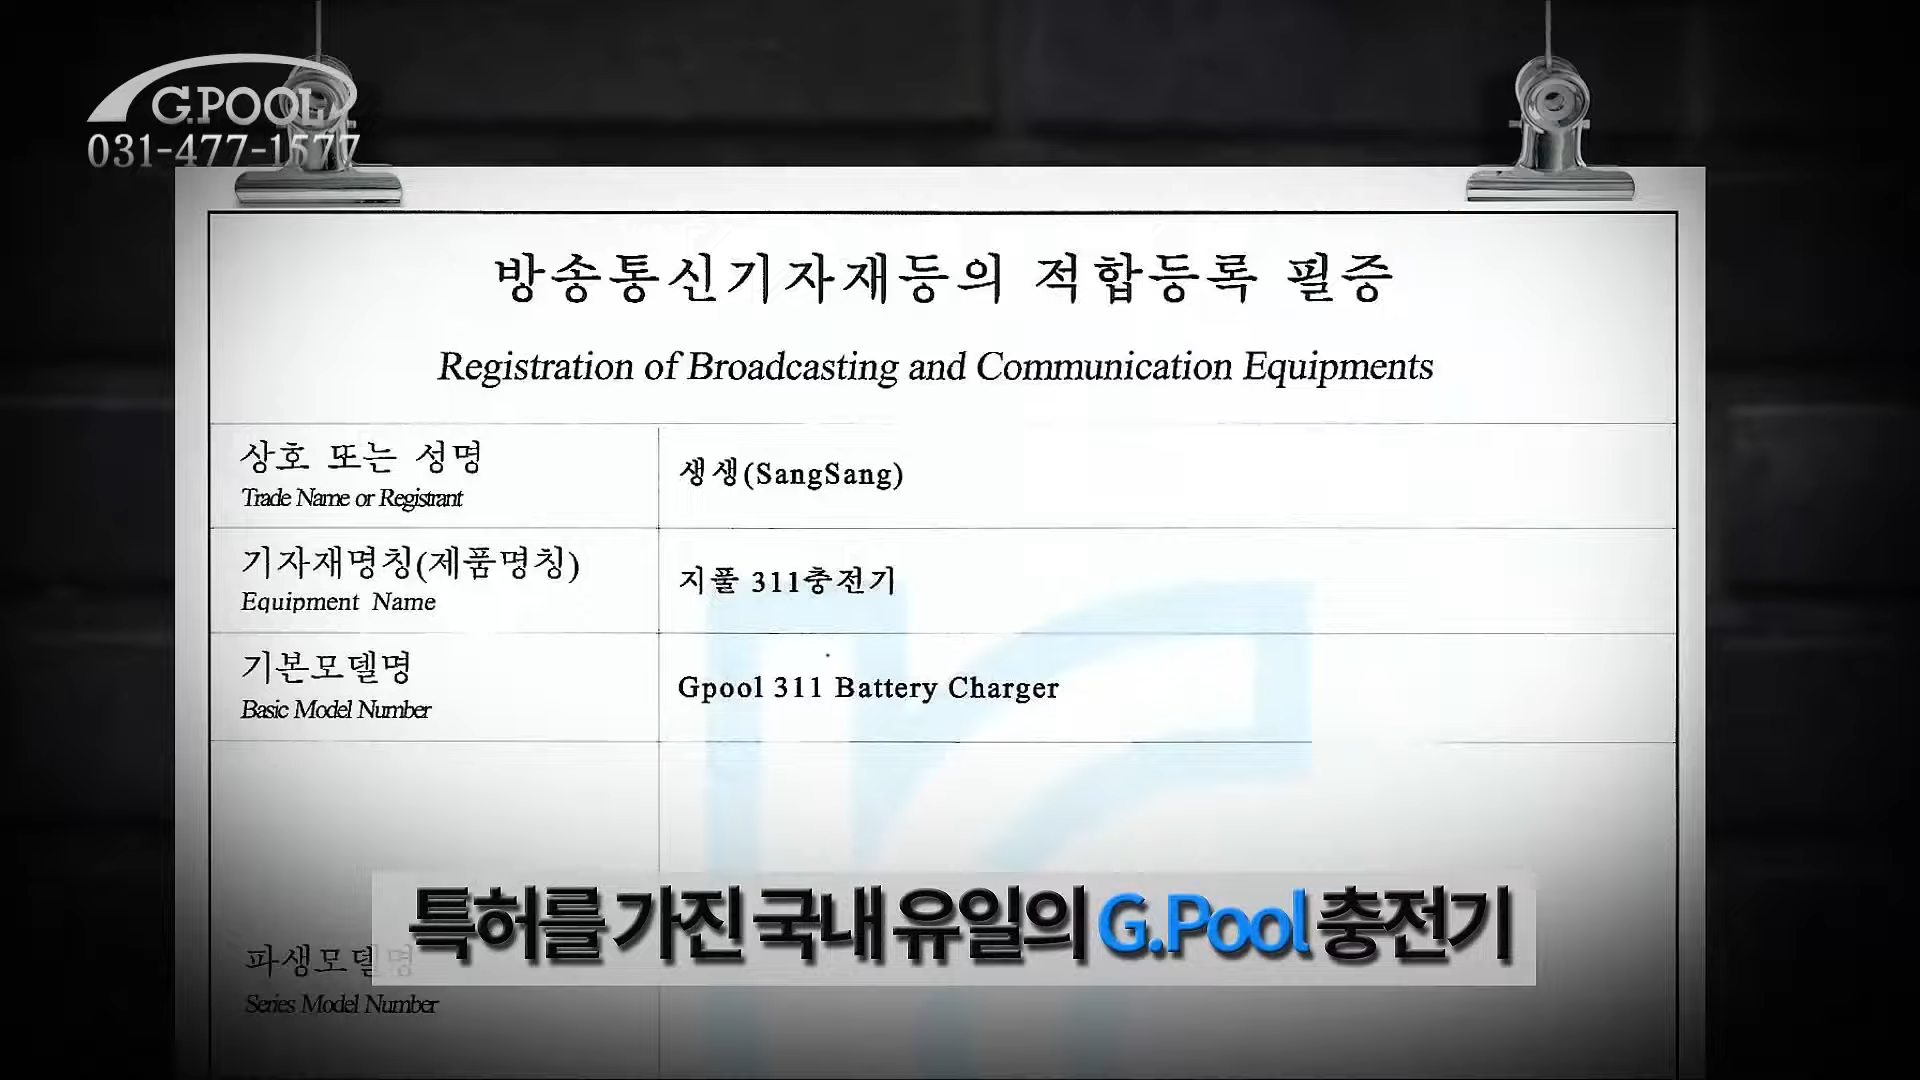 G.POOL
031-477-1577
방송통신기자재등의 적합등록 필증
Registration of Broadcasting and Communication Equipments
상호 또는 성명
Trade Name or Registrant
생생(SangSang)
기자재명칭(제품명칭)
Equipment Name
지풀 311충전기
기본모델명
Basic Model Number
Gpool 311 Battery Charger
특허를 가진 국내 유일의 G.Pool 충전기
파생모델명
Series Model Number